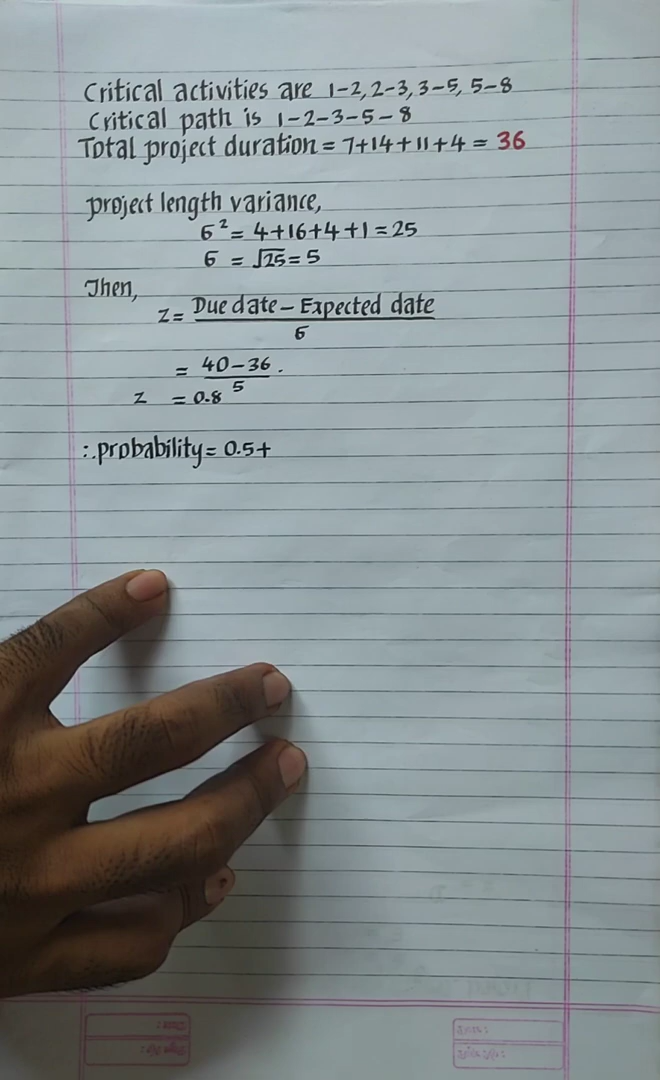 Critical activities are 1-2, 2-3, 3-5, 5-8
Critical path is 1-2-3-5-8
Total project duration = 7+14+11+4 = 36
project length variance,
б² = 4+16+4+1 = 25
б = √25 = 5
Then,
z = Due date - Expected date
б
= 40-36.
5
z = 0.8
∴ probability = 0.5+